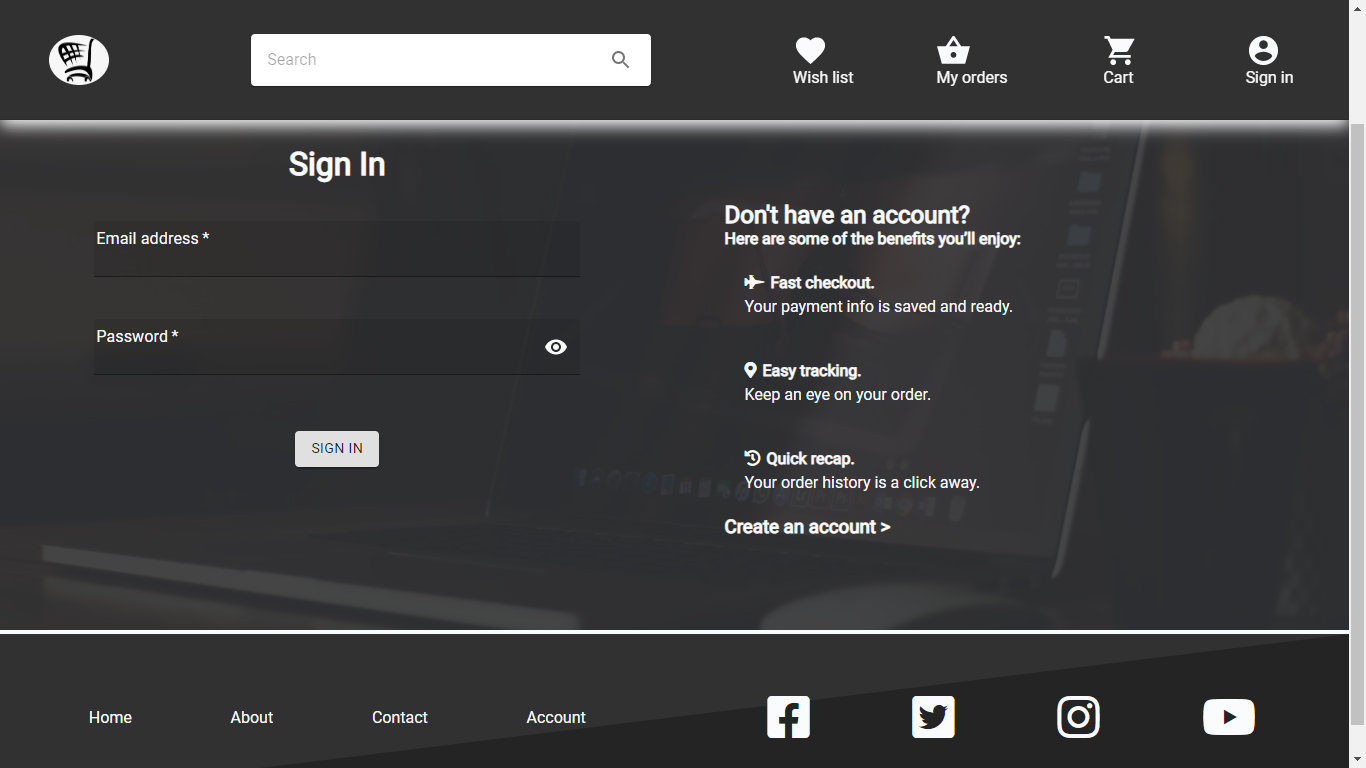 Search
Wish list
My orders
Cart
Sign in
Sign In
Email address *
Password *
SIGN IN
Don't have an account?
Here are some of the benefits you’ll enjoy:
Fast checkout.
Your payment info is saved and ready.
Easy tracking.
Keep an eye on your order.
Quick recap.
Your order history is a click away.
Create an account >
Home
About
Contact
Account